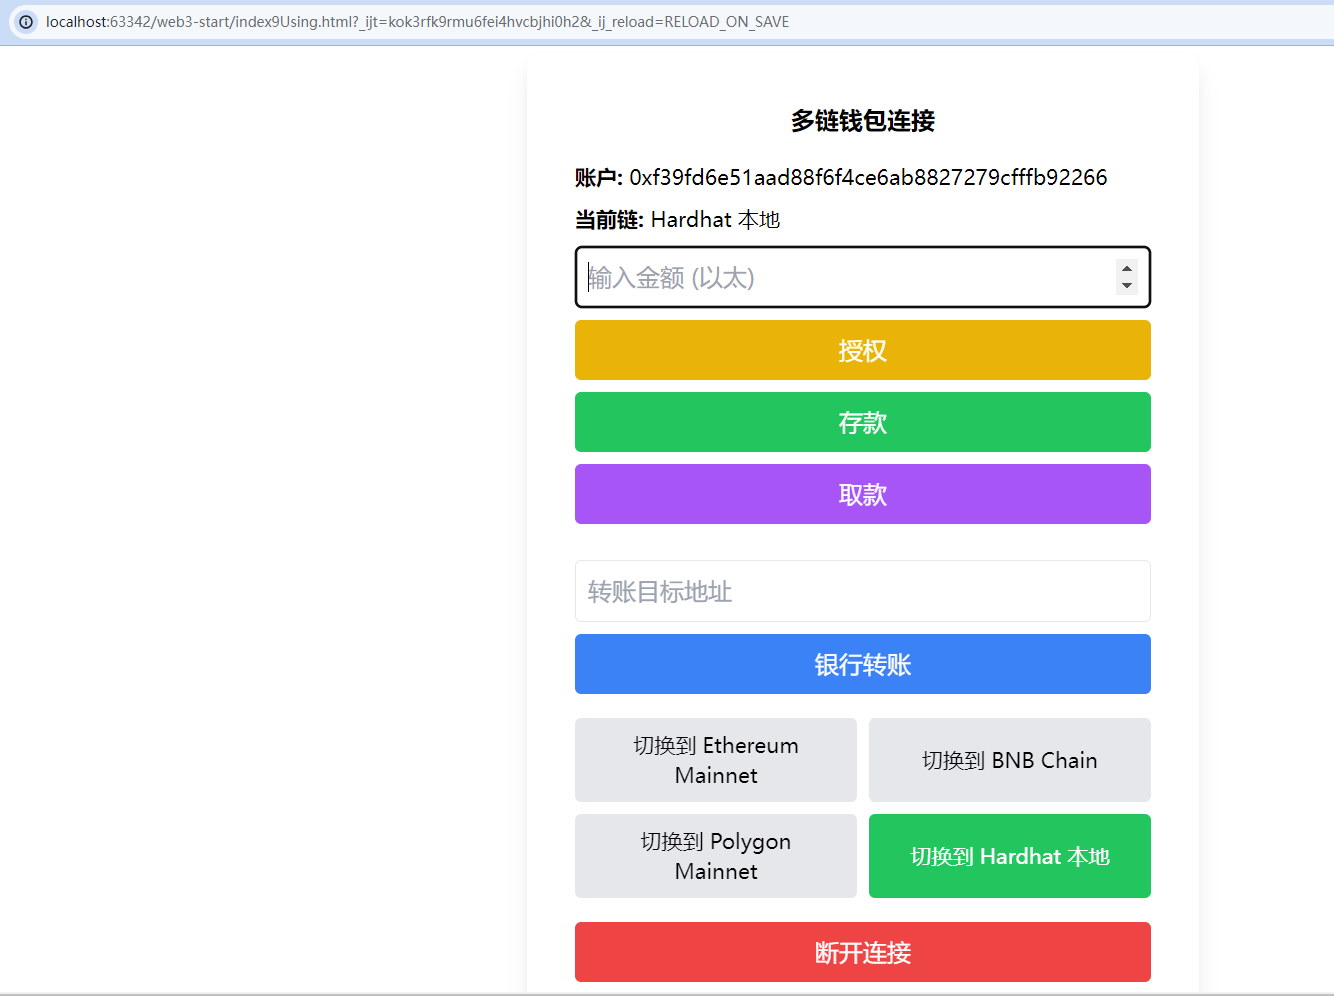 localhost:63342/web3-start/index9Using.html?_ijt=kok3rfk9rmu6fei4hvcbjhi0h2&_ij_reload=RELOAD_ON_SAVE
多链钱包连接
账户: 0xf39fd6e51aad88f6f4ce6ab8827279cfffb92266
当前链: Hardhat 本地
输入金额 (以太)
授权
存款
取款
转账目标地址
银行转账
切换到 Ethereum
Mainnet
切换到 BNB Chain
切换到 Polygon
Mainnet
切换到 Hardhat 本地
断开连接